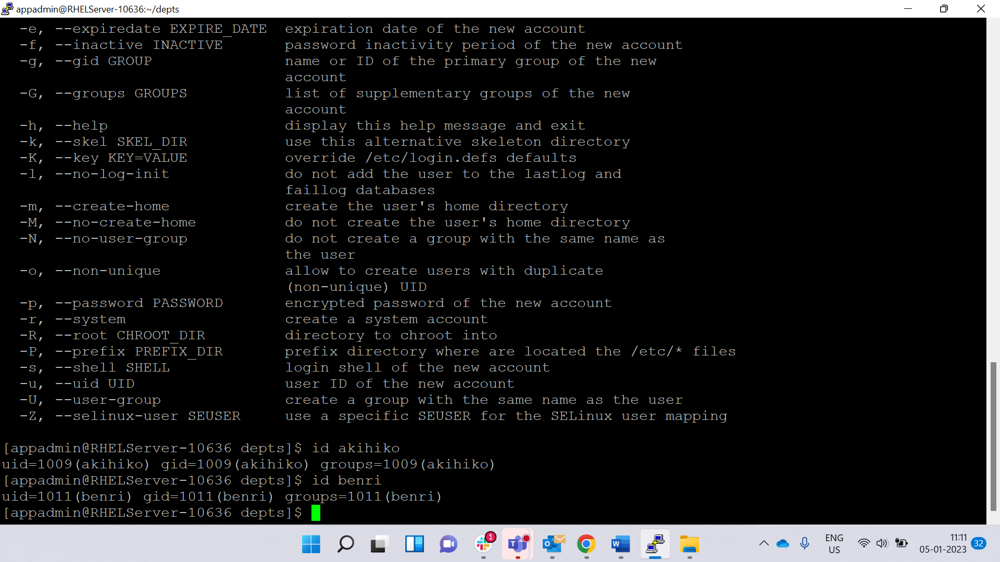 appadmin@RHELServer-10636:~/depts
-e, --expiredate EXPIRE_DATE  expiration date of the new account
-f, --inactive INACTIVE       password inactivity period of the new account
-g, --gid GROUP               name or ID of the primary group of the new
account
-G, --groups GROUPS           list of supplementary groups of the new
account
-h, --help                    display this help message and exit
-k, --skel SKEL_DIR           use this alternative skeleton directory
-K, --key KEY=VALUE           override /etc/login.defs defaults
-l, --no-log-init             do not add the user to the lastlog and
faillog databases
-m, --create-home             create the user's home directory
-M, --no-create-home          do not create the user's home directory
-N, --no-user-group           do not create a group with the same name as
the user
-o, --non-unique              allow to create users with duplicate
(non-unique) UID
-p, --password PASSWORD       encrypted password of the new account
-r, --system                  create a system account
-R, --root CHROOT_DIR         directory to chroot into
-P, --prefix PREFIX_DIR       prefix directory where are located the /etc/* files
-s, --shell SHELL             login shell of the new account
-u, --uid UID                 user ID of the new account
-U, --user-group              create a group with the same name as the user
-Z, --selinux-user SEUSER     use a specific SEUSER for the SELinux user mapping
[appadmin@RHELServer-10636 depts]$ id akihiko
uid=1009(akihiko) gid=1009(akihiko) groups=1009(akihiko)
[appadmin@RHELServer-10636 depts]$ id benri
uid=1011(benri) gid=1011(benri) groups=1011(benri)
[appadmin@RHELServer-10636 depts]$
1
T
O
W
ENG
US
11:11
05-01-2023
32